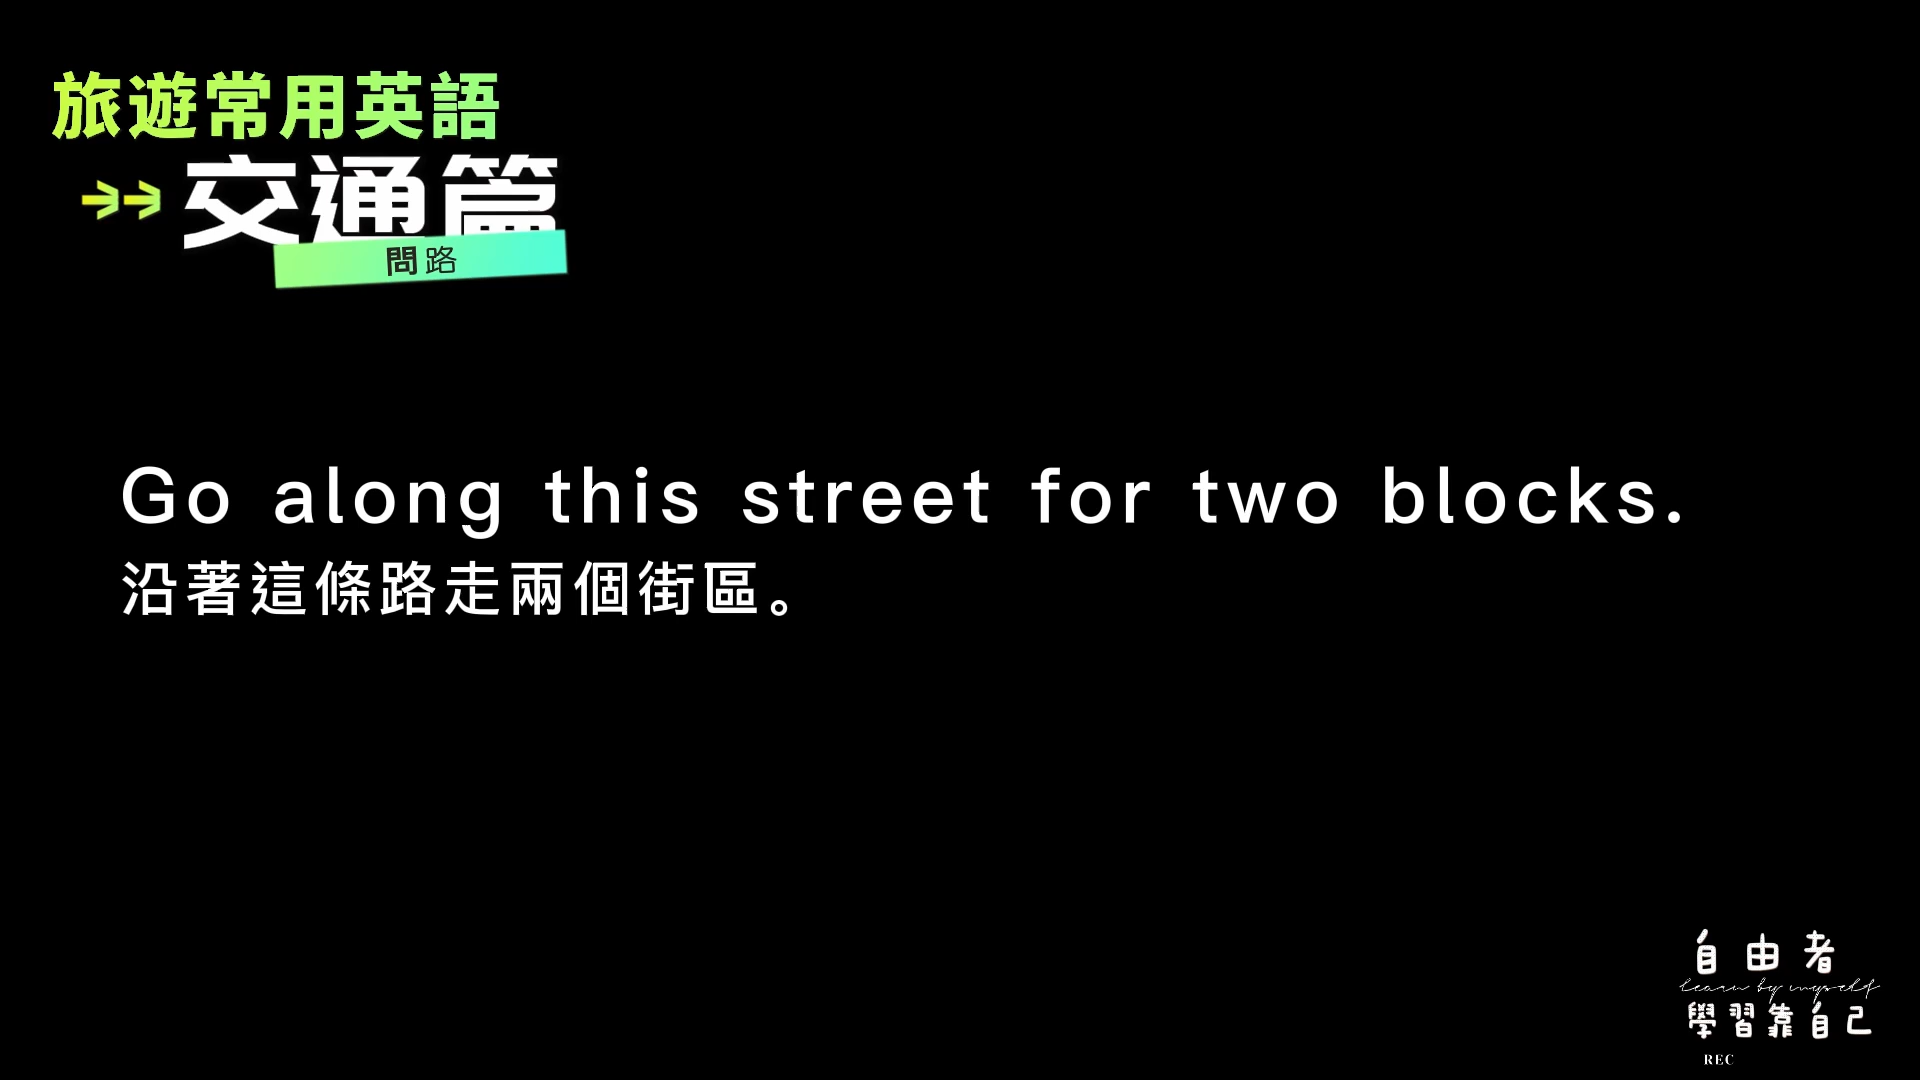 旅遊常用英語
交通篇
問路
Go along this street for two blocks.
沿著這條路走兩個街區。
自由者
learn by myself
學習靠自己
REC